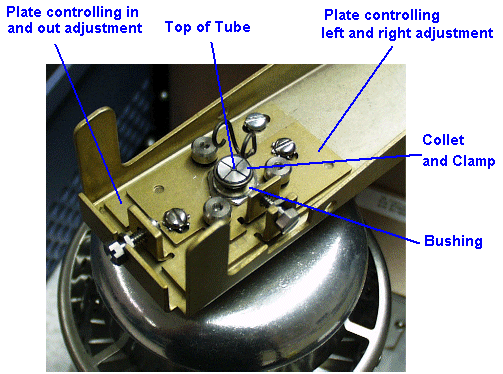 Plate controlling in
and out adjustment
Top of Tube
Plate controlling
left and right adjustment
Collet
and Clamp
Bushing